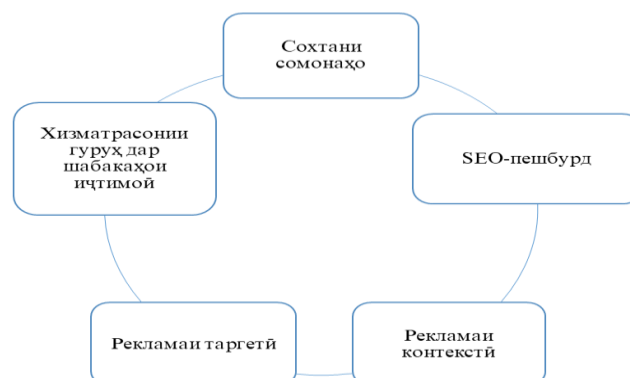 Сохтани
сомонаҳо
SEO-пешбурд
Рекламаи
контекстӣ
Рекламаи таргетӣ
Хизматрасонии
гуруҳ дар
шабакаҳои
иҷтимоӣ